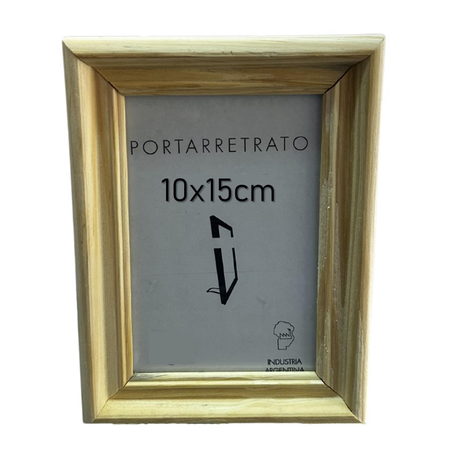 PORTARRETRATO
10x15cm
INDUSTRIA
ARGENTINA